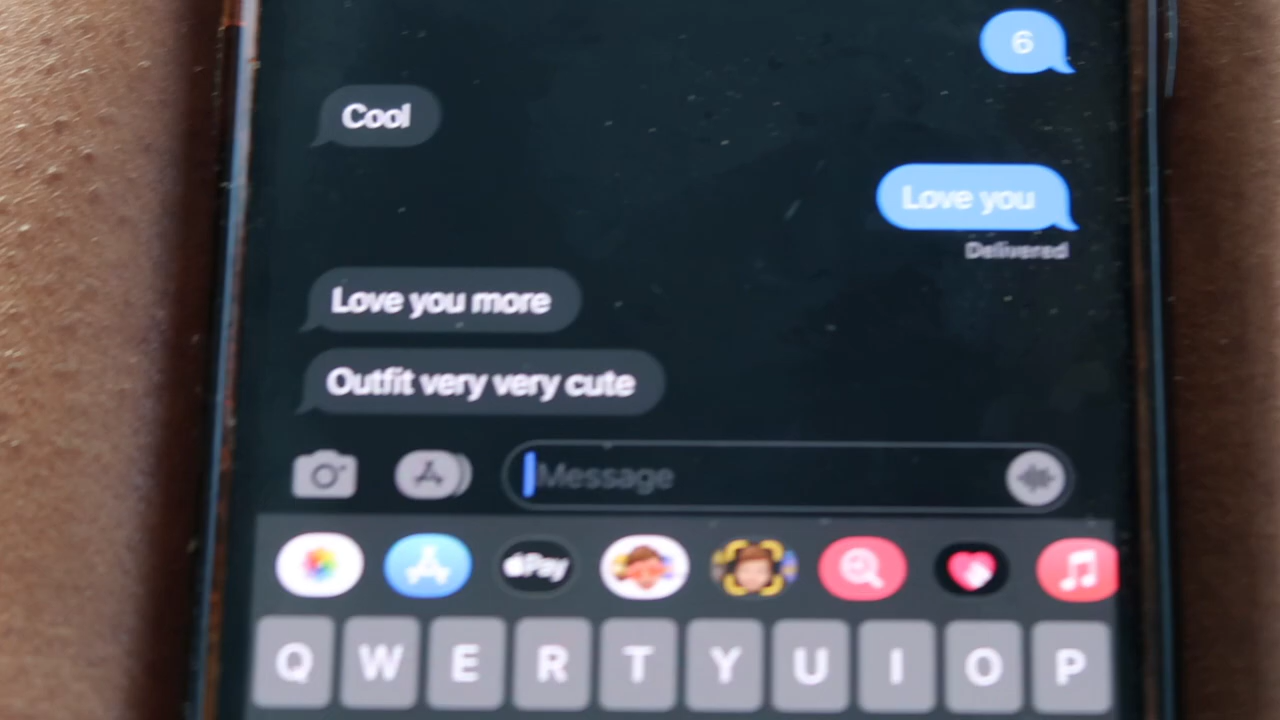 6
Cool
Love you
Delivered
Love you more
Outfit very very cute
Message
Pay
Q W E R T Y U I O P